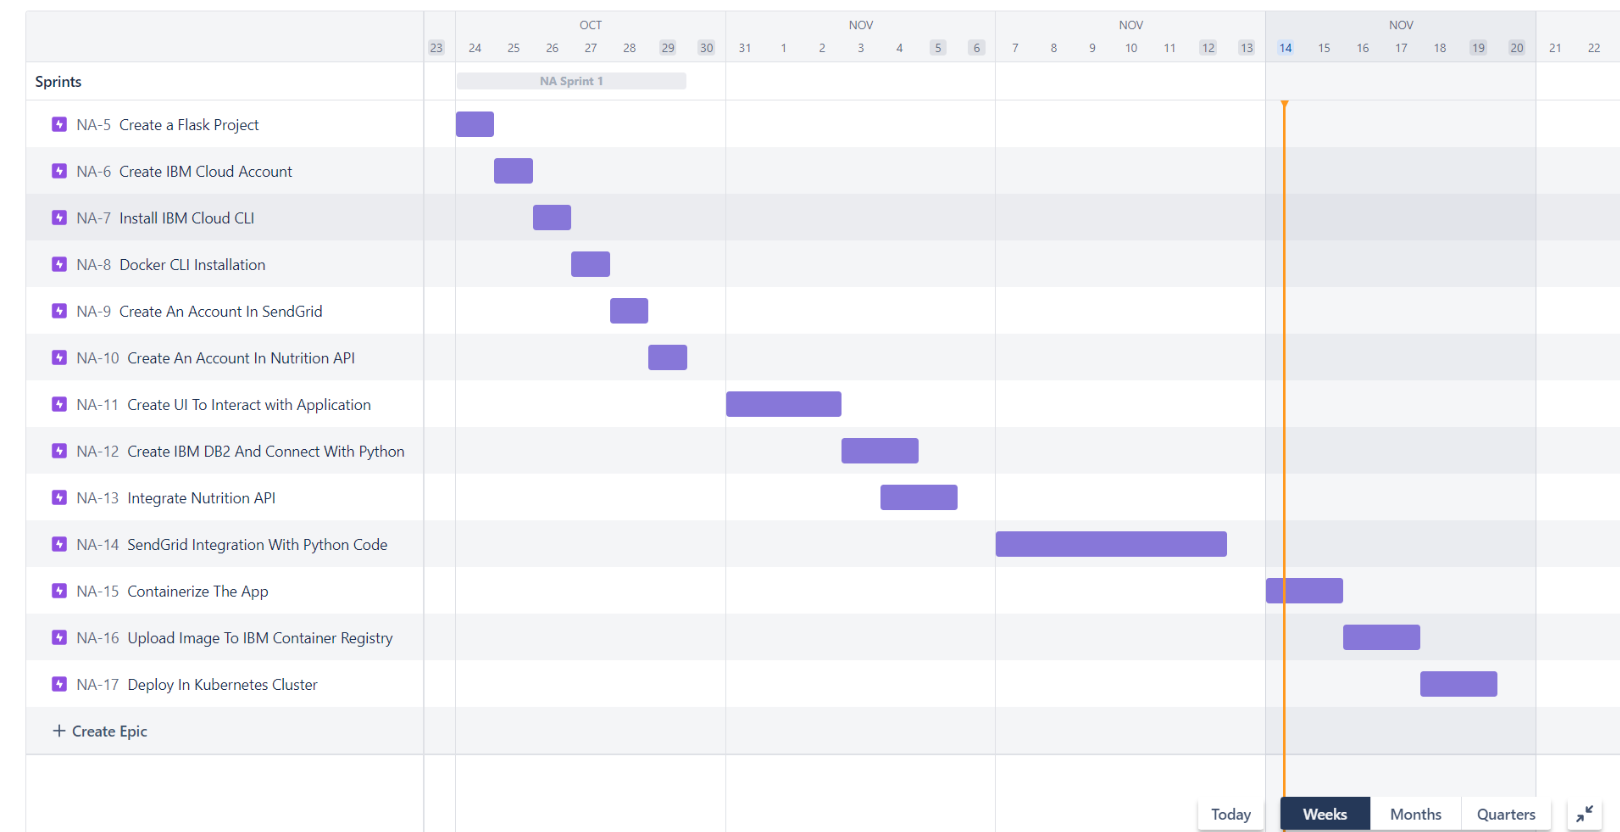 OCT NOV NOV NOV
23 24 25 26 27 28 29 30 31 1 2 3 4 5 6 7 8 9 10 11 12 13 14 15 16 17 18 19 20 21 22
Sprints NA Sprint 1
NA-5 Create a Flask Project
NA-6 Create IBM Cloud Account
NA-7 Install IBM Cloud CLI
NA-8 Docker CLI Installation
NA-9 Create An Account In SendGrid
NA-10 Create An Account In Nutrition API
NA-11 Create UI To Interact with Application
NA-12 Create IBM DB2 And Connect With Python
NA-13 Integrate Nutrition API
NA-14 SendGrid Integration With Python Code
NA-15 Containerize The App
NA-16 Upload Image To IBM Container Registry
NA-17 Deploy In Kubernetes Cluster
+ Create Epic
Today Weeks Months Quarters